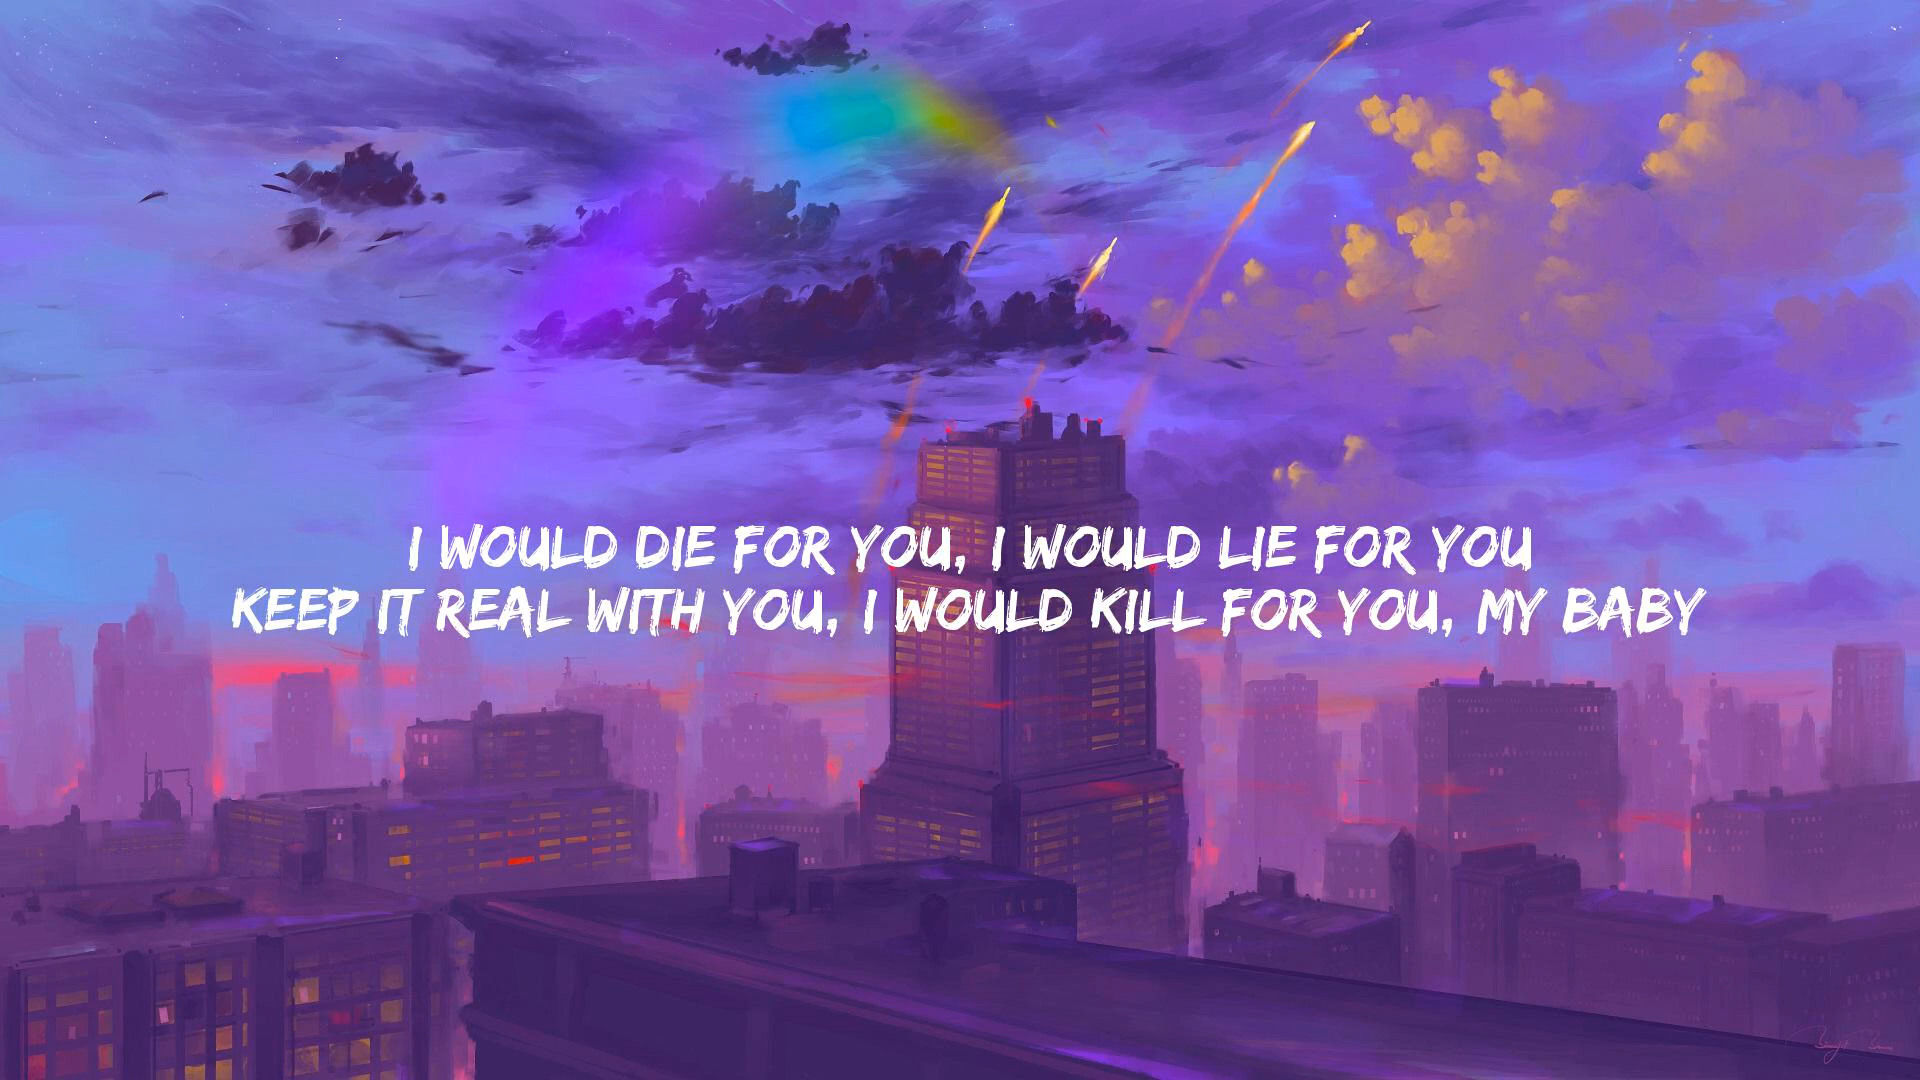 I WOULD DIE FOR YOU, I WOULD LIE FOR YOU
KEEP IT REAL WITH YOU, I WOULD KILL FOR YOU, MY BABY